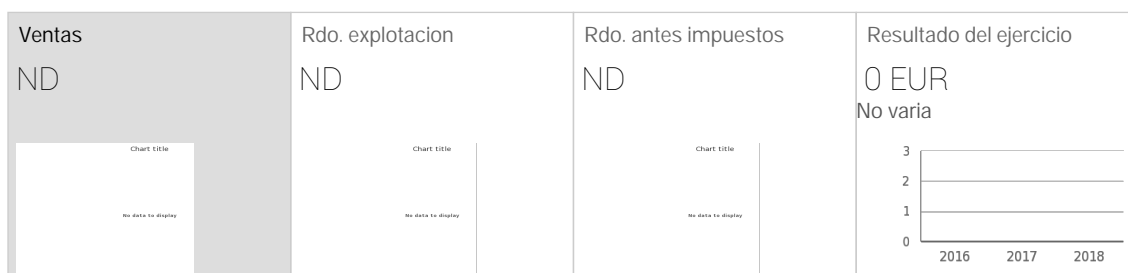 Ventas
ND
Chart title
No data to display
Rdo. explotacion
ND
Chart title
No data to display
Rdo. antes impuestos
ND
Chart title
No data to display
Resultado del ejercicio
0 EUR
No varia
3
2
1
0
2016 2017 2018